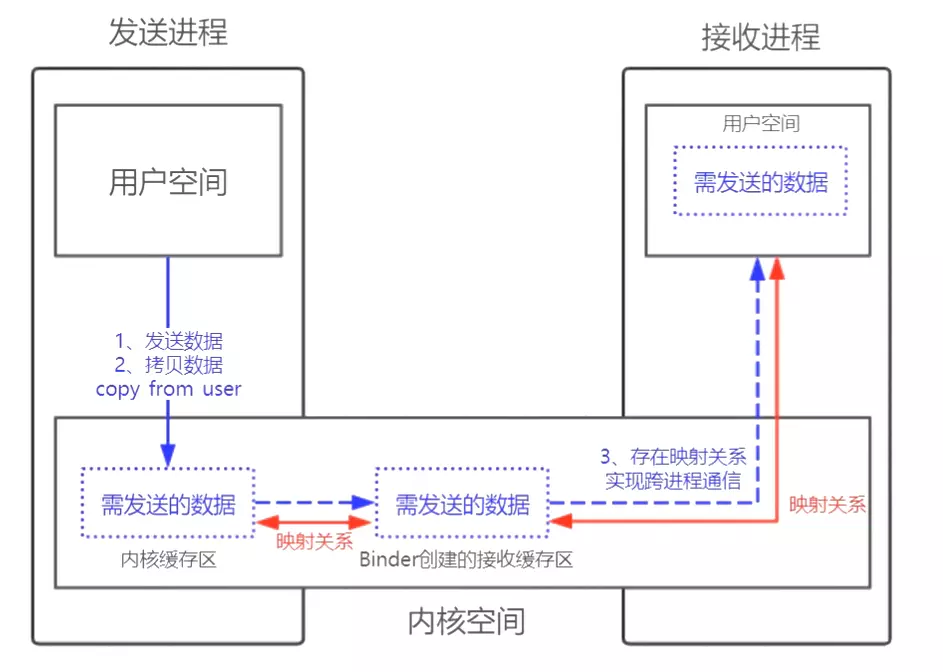 发送进程
接收进程
用户空间
用户空间
需发送的数据
1、发送数据
2、拷贝数据
copy from user
3、存在映射关系
实现跨进程通信
需发送的数据
需发送的数据
映射关系
映射关系
内核缓存区
Binder创建的接收缓存区
内核空间